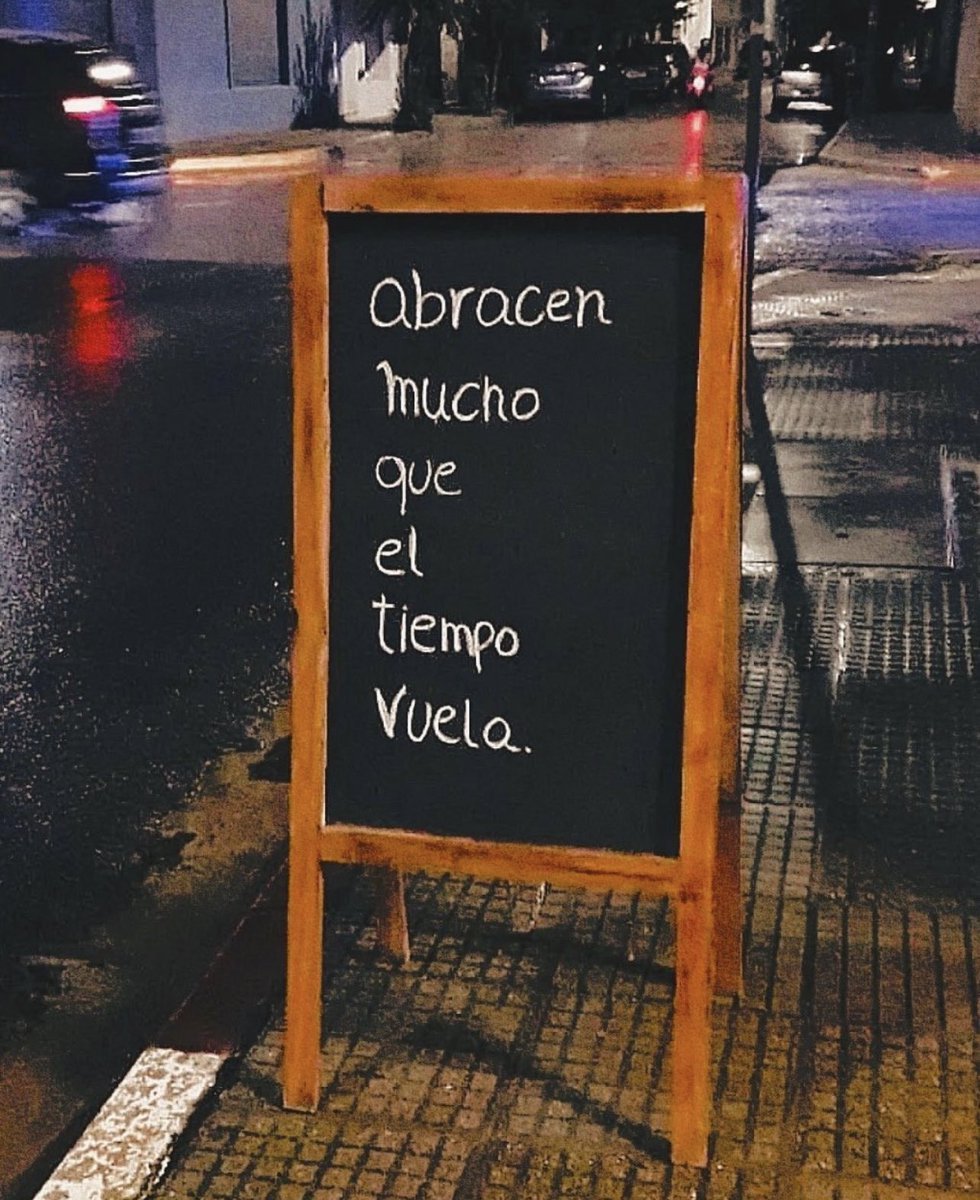 abracen
mucho
que
el
tiempo
vuela.